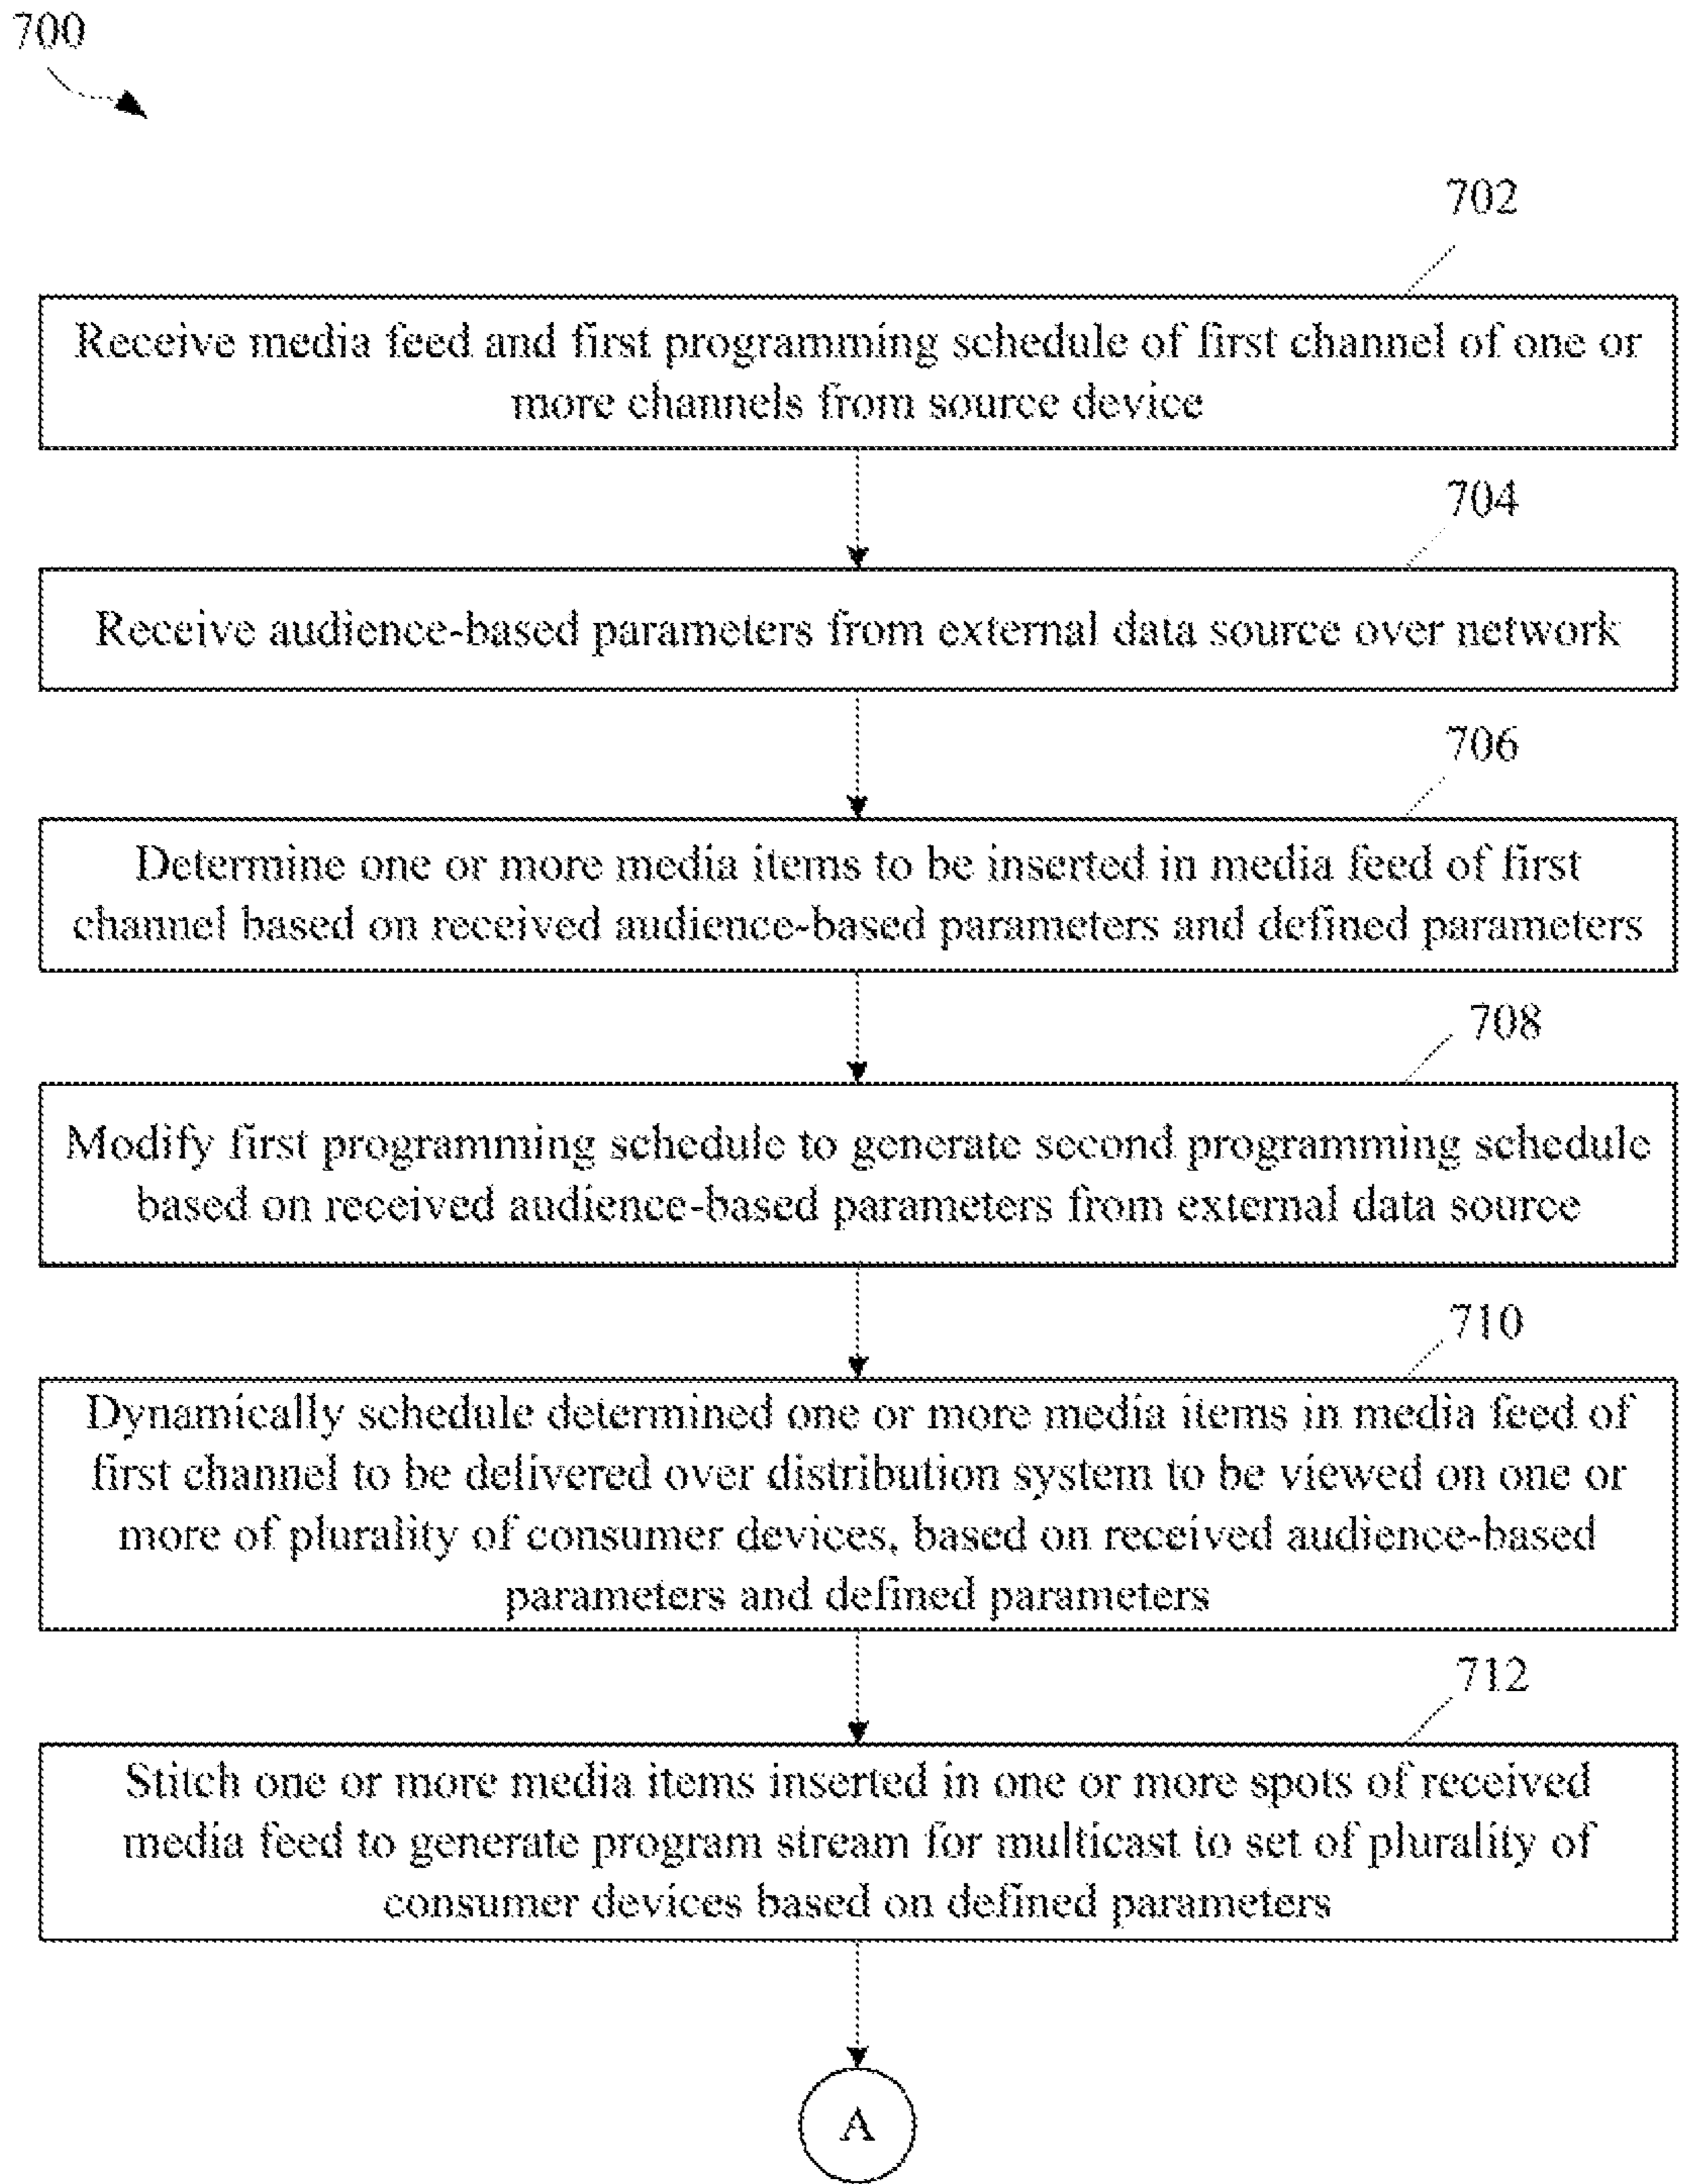 700
702
Receive media feed and first programming schedule of first channel of one or
more channels from source device
704
Receive audience-based parameters from external data source over network
706
Determine one or more media items to be inserted in media feed of first
channel based on received audience-based parameters and defined parameters
708
Modify first programming schedule to generate second programming schedule
based on received audience-based parameters from external data source
710
Dynamically schedule determined one or more media items in media feed of
first channel to be delivered over distribution system to be viewed on one or
more of plurality of consumer devices, based on received audience-based
parameters and defined parameters
712
Stitch one or more media items inserted in one or more spots of received
media feed to generate program stream for multicast to set of plurality of
consumer devices based on defined parameters
A